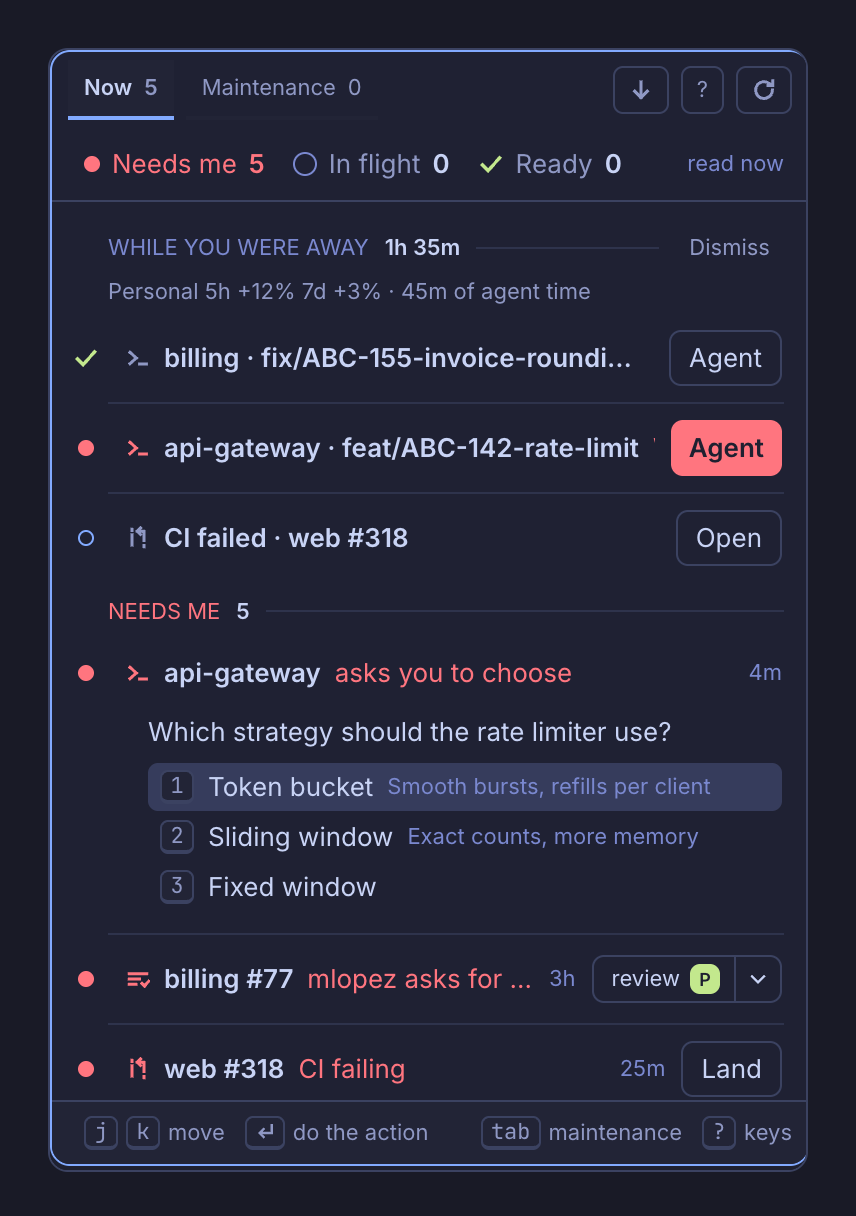 Now 5 Maintenance 0 ?
Needs me 5 In flight 0 Ready 0 read now
WHILE YOU WERE AWAY 1h 35m Dismiss
Personal 5h +12% 7d +3% · 45m of agent time
billing · fix/ABC-155-invoice-roundi... Agent
api-gateway · feat/ABC-142-rate-limit Agent
CI failed · web #318 Open
NEEDS ME 5
api-gateway asks you to choose 4m
Which strategy should the rate limiter use?
1 Token bucket Smooth bursts, refills per client
2 Sliding window Exact counts, more memory
3 Fixed window
billing #77 mlopez asks for ... 3h review P
web #318 CI failing 25m Land
j k move ↵ do the action tab maintenance ? keys